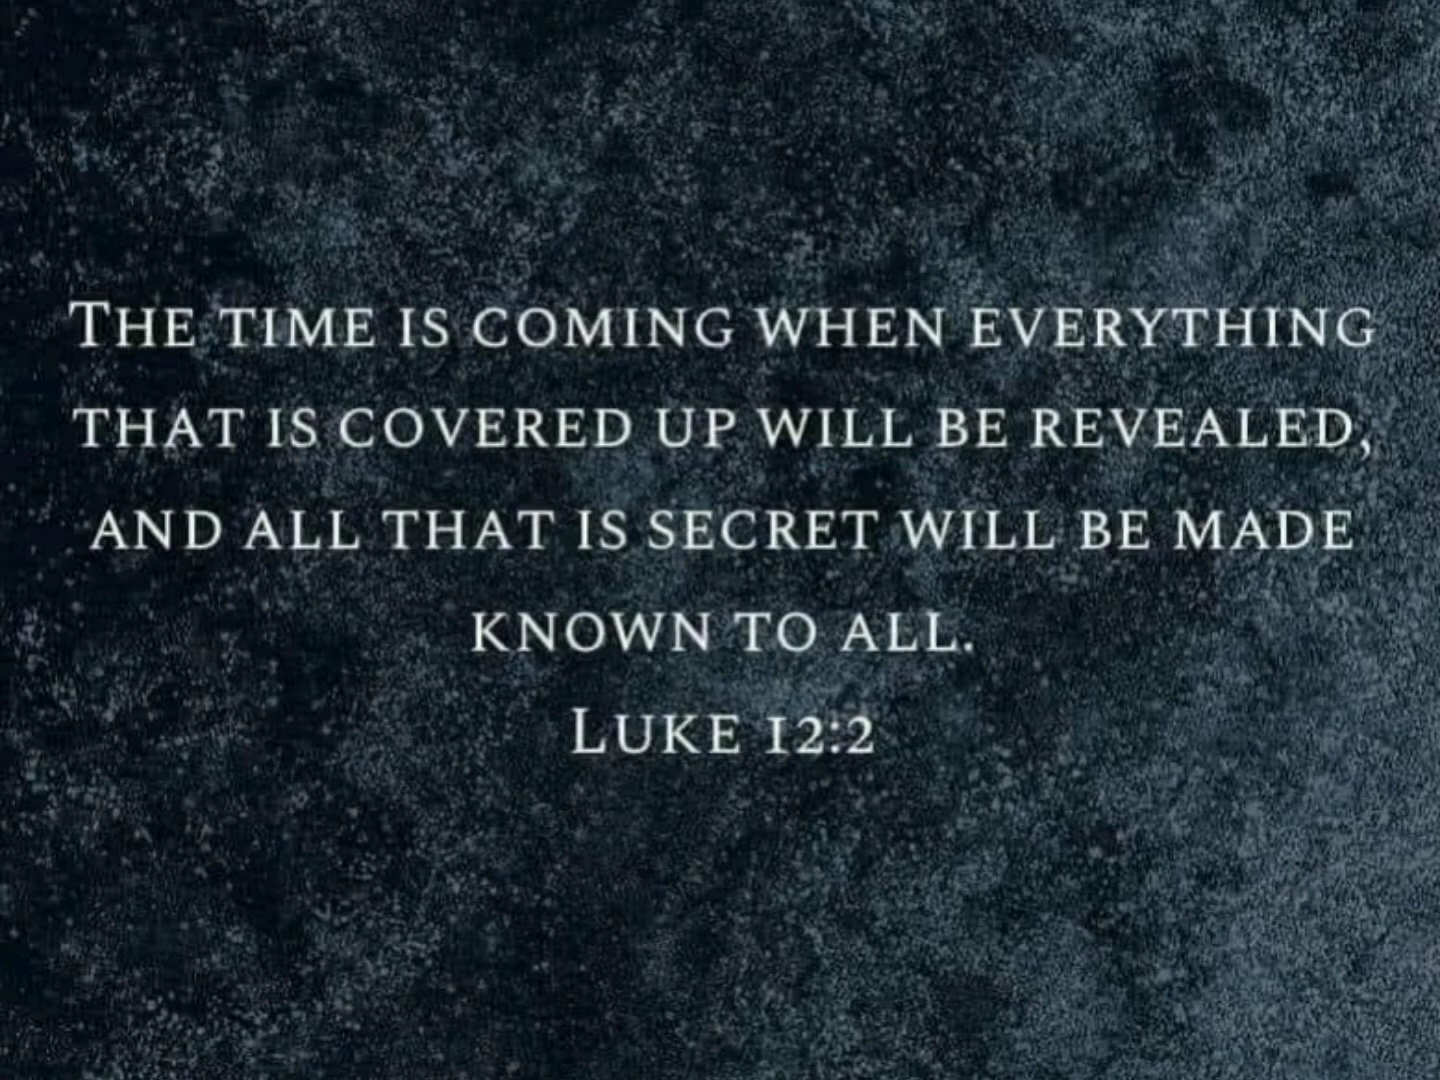 The time is coming when everything
that is covered up will be revealed,
and all that is secret will be made
known to all.
Luke 12:2